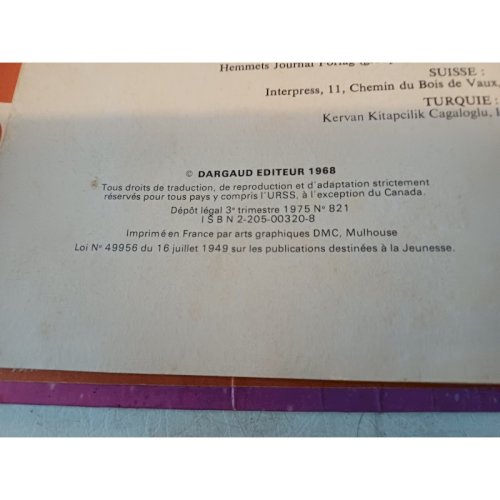 Hemmets Journal Förlag
SUISSE :
Interpress, 11, Chemin du Bois de Vaux,
TURQUIE :
Kervan Kitapcilik Cagaloglu,
© DARGAUD EDITEUR 1968
Tous droits de traduction, de reproduction et d'adaptation strictement
réservés pour tous pays y compris l'URSS, à l'exception du Canada.
Dépôt légal 3e trimestre 1975 N° 821
I S B N 2-205-00320-8
Imprimé en France par arts graphiques DMC, Mulhouse
Loi N° 49956 du 16 juillet 1949 sur les publications destinées à la Jeunesse.